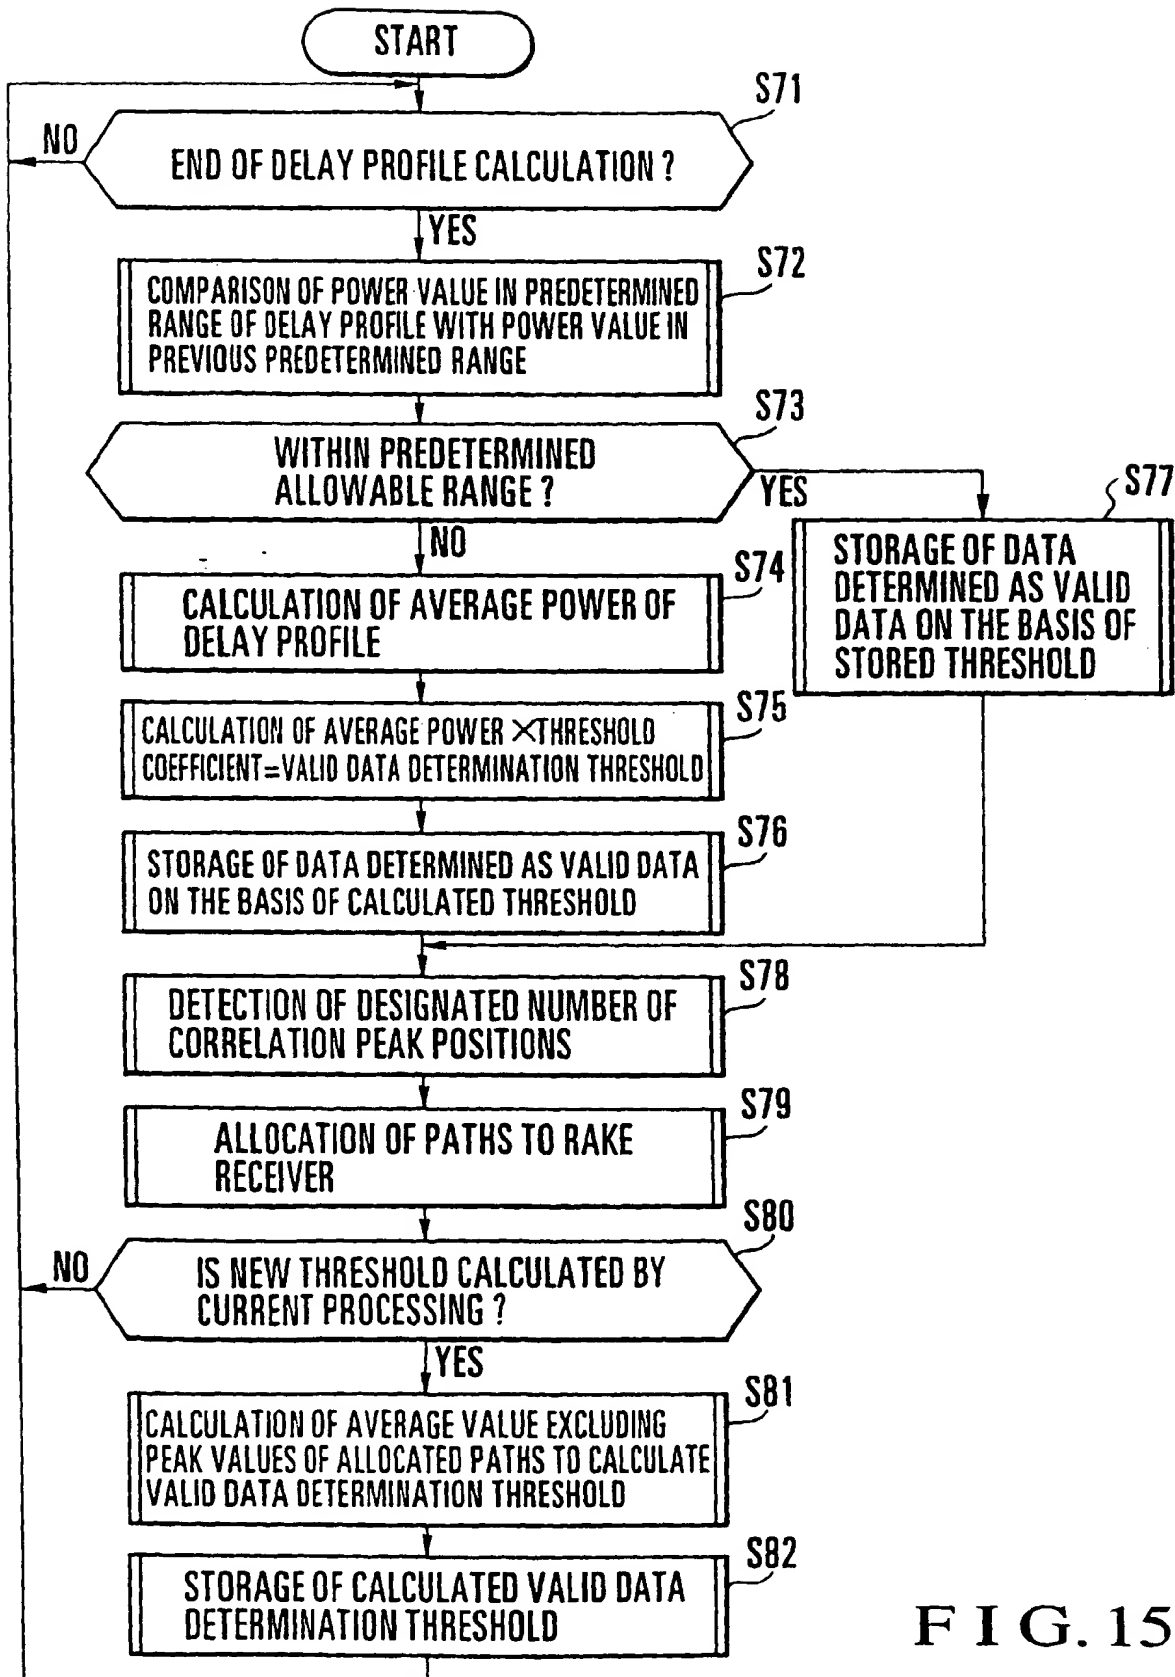 START
S71
NO
END OF DELAY PROFILE CALCULATION ?
YES
S72
COMPARISON OF POWER VALUE IN PREDETERMINED
RANGE OF DELAY PROFILE WITH POWER VALUE IN
PREVIOUS PREDETERMINED RANGE
S73
WITHIN PREDETERMINED
ALLOWABLE RANGE ?
YES
S77
NO
STORAGE OF DATA
DETERMINED AS VALID
DATA ON THE BASIS OF
STORED THRESHOLD
S74
CALCULATION OF AVERAGE POWER OF
DELAY PROFILE
S75
CALCULATION OF AVERAGE POWER ×THRESHOLD
COEFFICIENT=VALID DATA DETERMINATION THRESHOLD
S76
STORAGE OF DATA DETERMINED AS VALID DATA
ON THE BASIS OF CALCULATED THRESHOLD
S78
DETECTION OF DESIGNATED NUMBER OF
CORRELATION PEAK POSITIONS
S79
ALLOCATION OF PATHS TO RAKE
RECEIVER
S80
NO
IS NEW THRESHOLD CALCULATED BY
CURRENT PROCESSING ?
YES
S81
CALCULATION OF AVERAGE VALUE EXCLUDING
PEAK VALUES OF ALLOCATED PATHS TO CALCULATE
VALID DATA DETERMINATION THRESHOLD
S82
STORAGE OF CALCULATED VALID DATA
DETERMINATION THRESHOLD
FIG. 15